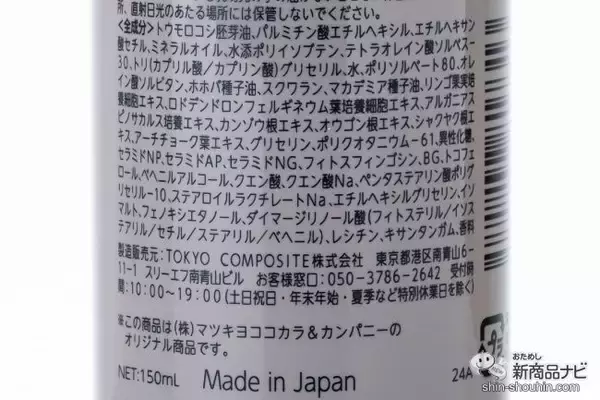 所、直射日光のあたる場所には保管しないでください。
<全成分>トウモロコシ胚芽油、パルミチン酸エチルヘキシル、エチルヘキサン
酸セチル、ミネラルオイル、水添ポリイソブテン、テトラオレイン酸ソルベス-
30、トリ(カプリル酸／カプリン酸)グリセリル、水、ポリソルベート80、オレ
イン酸ソルビタン、ホホバ種子油、スクワラン、マカデミア種子油、リンゴ果実培
養細胞エキス、ロドデンドロンフェルギネウム葉培養細胞エキス、アルガニアス
ピノサカルス培養エキス、カンゾウ根エキス、オウゴン根エキス、シャクヤク根エ
キス、アーチチョーク葉エキス、グリセリン、ポリクオタニウム-61、異性化糖、
セラミドNP、セラミドAP、セラミドNG、フィトスフィンゴシン、BG、トコフェ
ロール、ベヘニルアルコール、クエン酸、クエン酸Na、ペンタステアリン酸ポリグ
リセリル-10、ステアロイルラクチレートNa、エチルヘキシルグリセリン、イソ
マルト、フェノキシエタノール、ダイマージリノール酸(フィトステリル／イソス
テアリル／セチル／ステアリル／ベヘニル)、レシチン、キサンタンガム、香料
製造販売元:TOKYO COMPOSITE株式会社 東京都港区南青山6-
11-1 スリーエフ南青山ビル お客様窓口:050-3786-2642 受付時
間:10:00～19:00(土日祝日・年末年始・夏季など特別休業日を除く)
※この商品は(株)マツキヨココカラ&カンパニーの
オリジナル商品です。
NET:150mL Made in Japan 24A
プラ
おためし
新商品ナビ
shin-shouhin.com